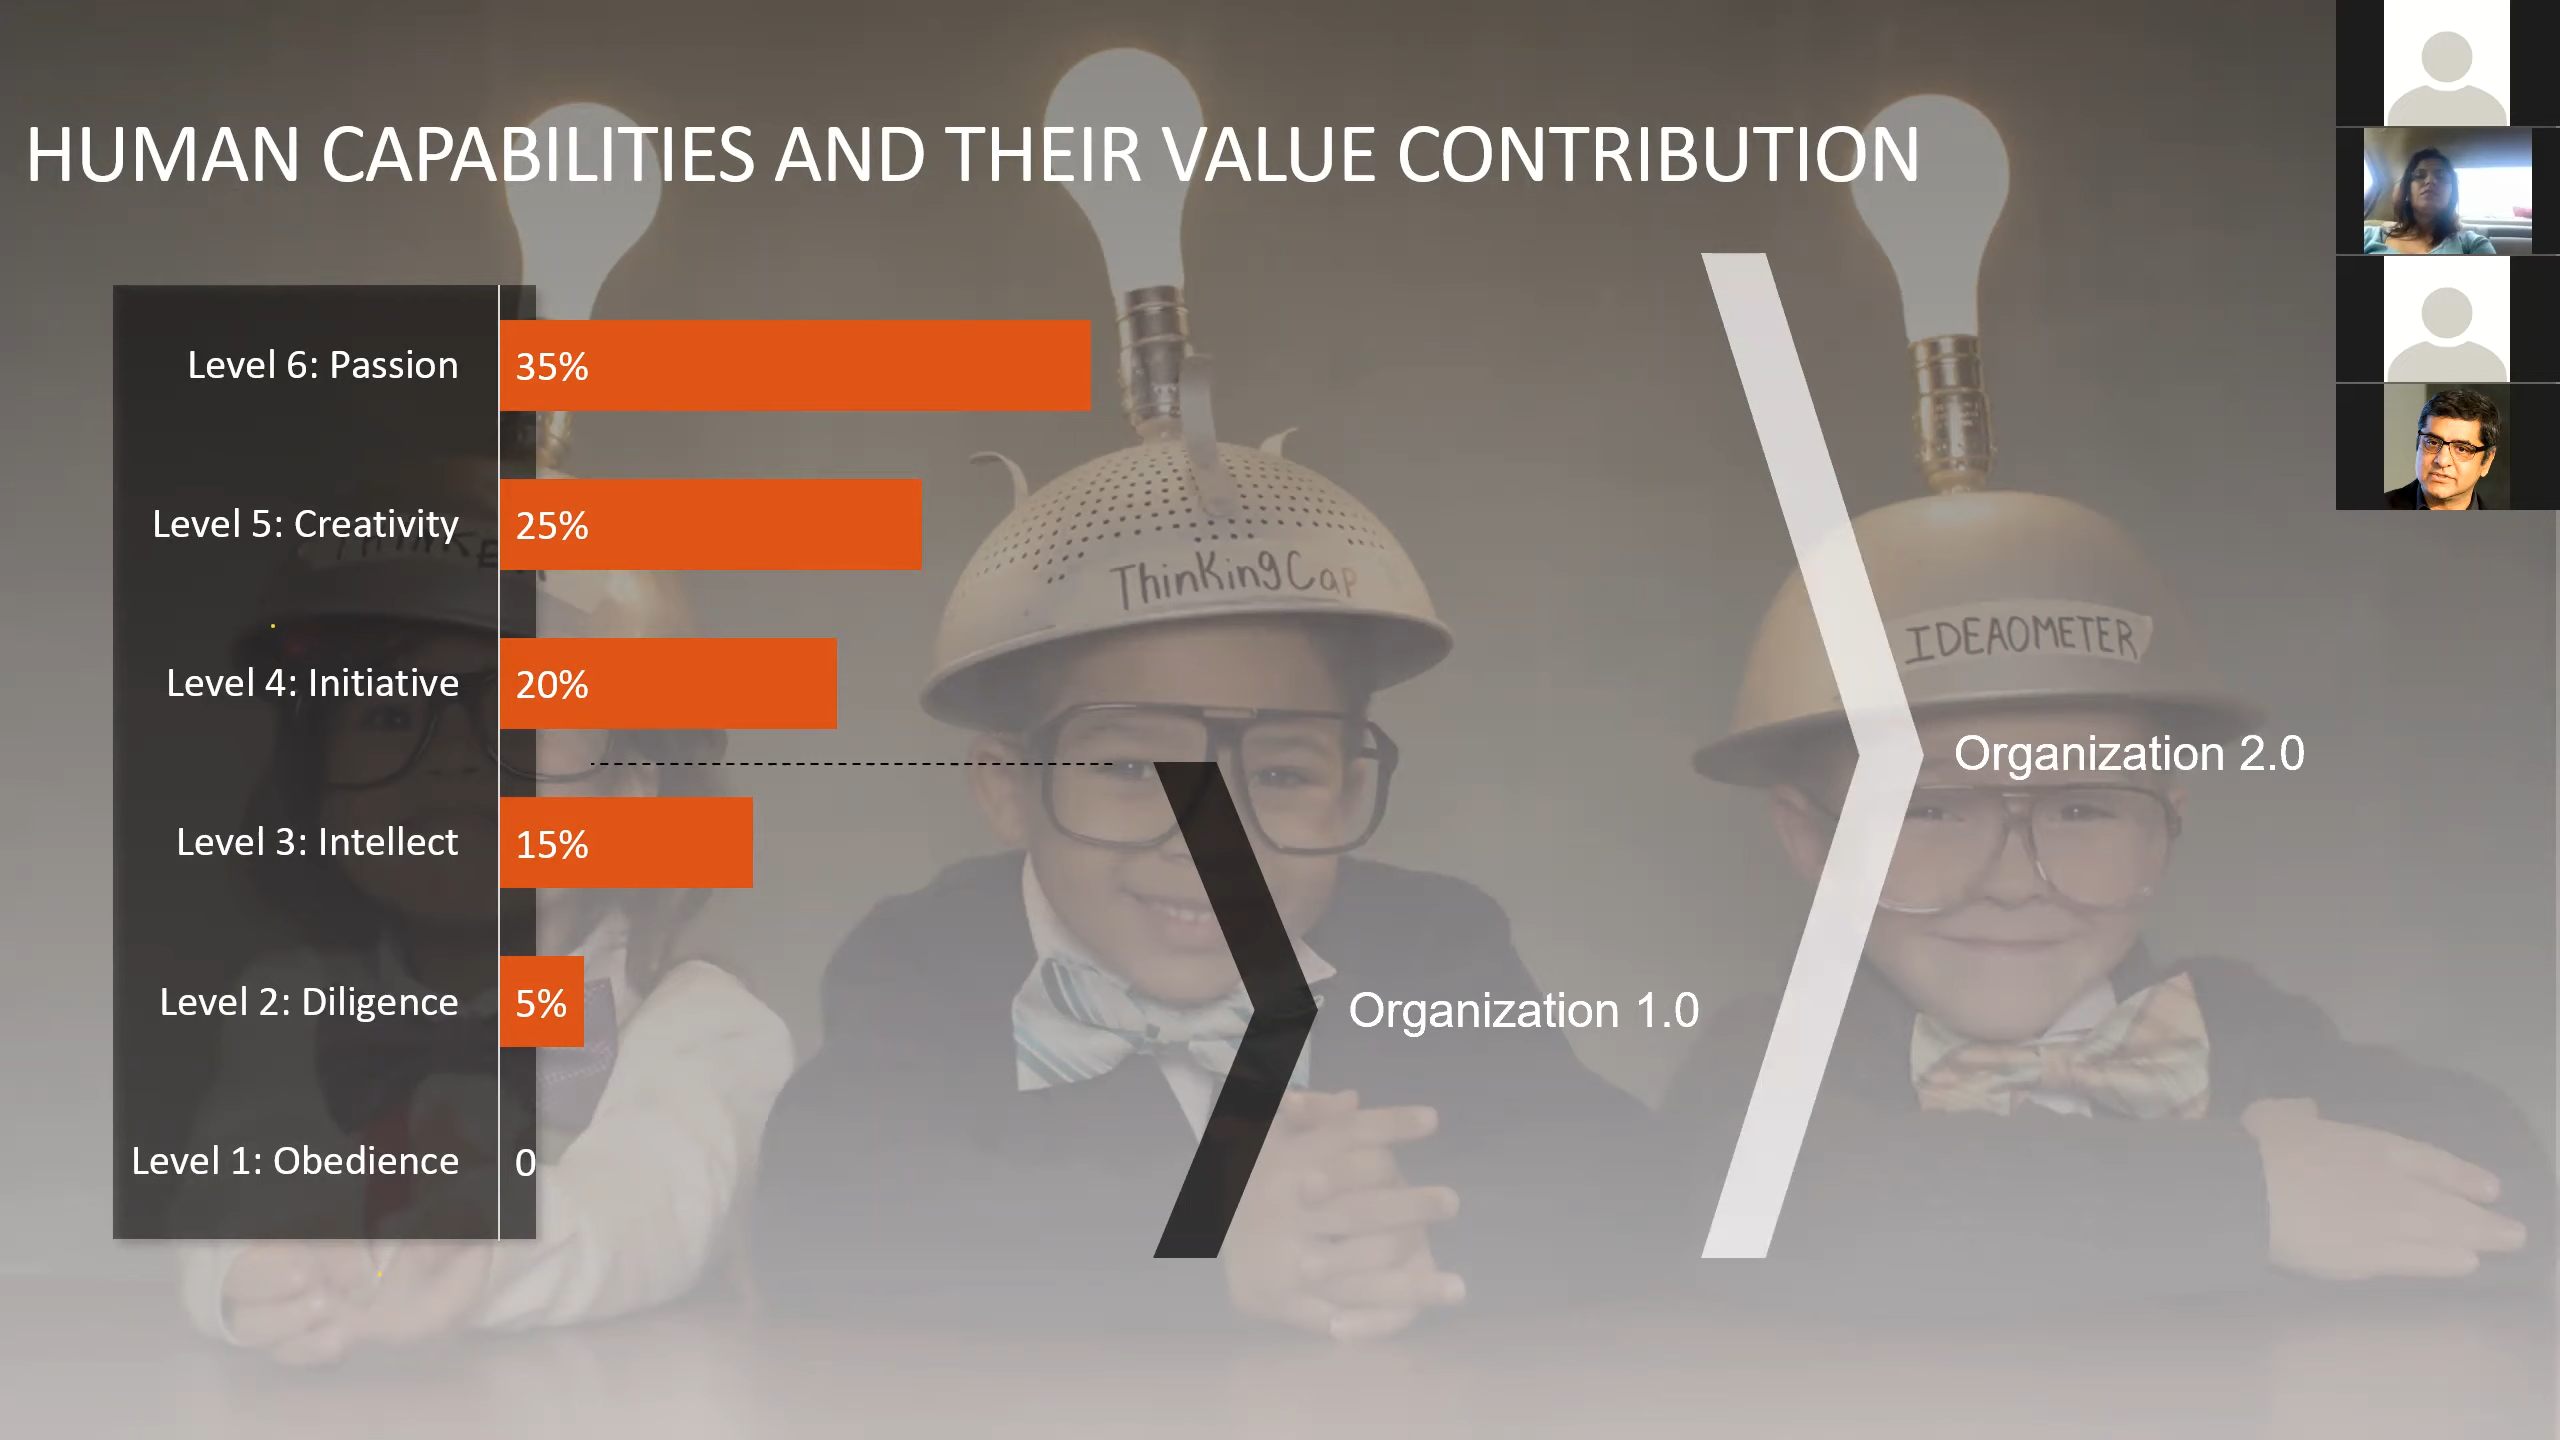 HUMAN CAPABILITIES AND THEIR VALUE CONTRIBUTION
Level 6: Passion 35%
Level 5: Creativity 25%
ThinkingCap
IDEAOMETER
Level 4: Initiative 20%
Organization 2.0
Level 3: Intellect 15%
Level 2: Diligence 5%
Organization 1.0
Level 1: Obedience 0